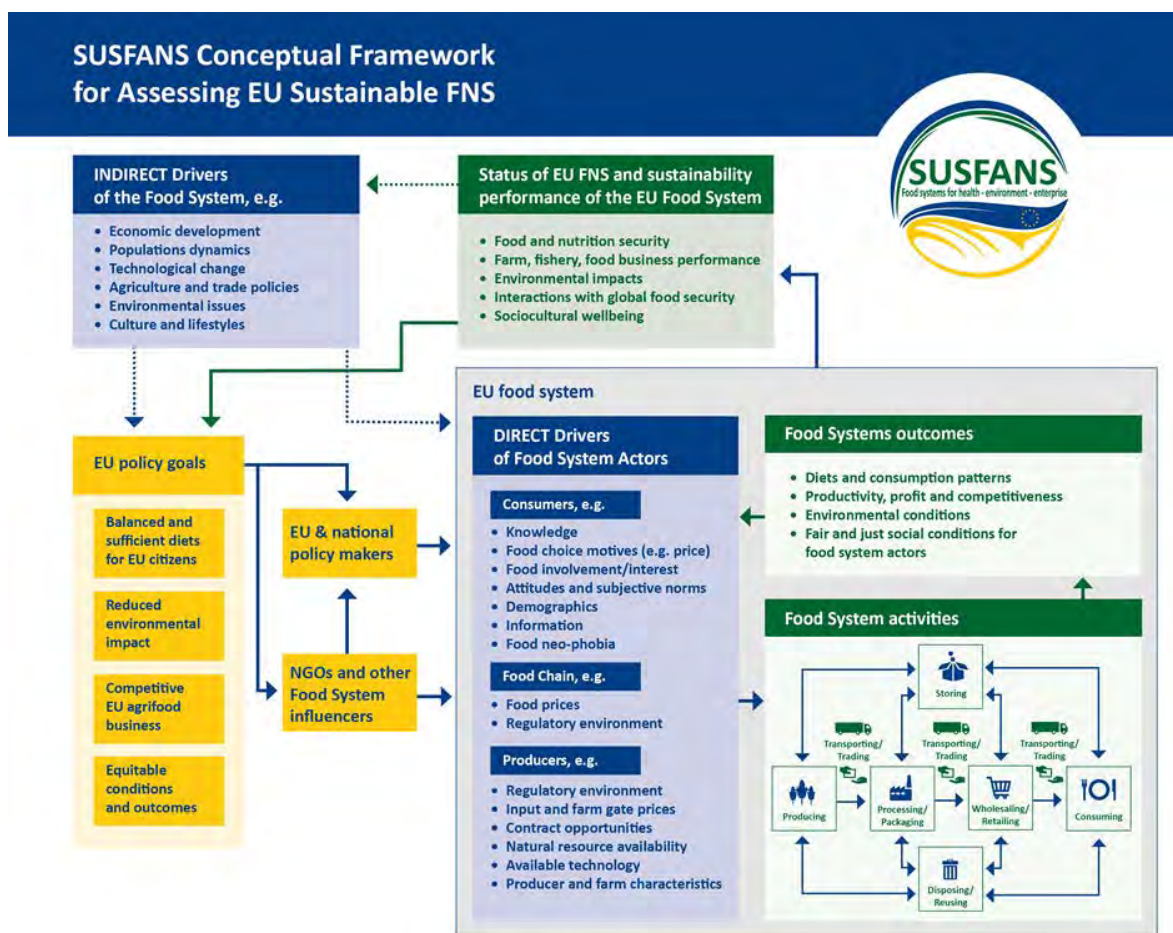 SUSFANS Conceptual Framework
for Assessing EU Sustainable FNS
SUSFANS
Food systems for health - environment - enterprise
INDIRECT Drivers
of the Food System, e.g.
• Economic development
• Populations dynamics
• Technological change
• Agriculture and trade policies
• Environmental issues
• Culture and lifestyles
Status of EU FNS and sustainability
performance of the EU Food System
• Food and nutrition security
• Farm, fishery, food business performance
• Environmental impacts
• Interactions with global food security
• Sociocultural wellbeing
EU policy goals
Balanced and
sufficient diets
for EU citizens
Reduced
environmental
impact
Competitive
EU agrifood
business
Equitable
conditions
and outcomes
EU & national
policy makers
NGOs and other
Food System
influencers
EU food system
DIRECT Drivers
of Food System Actors
Consumers, e.g.
• Knowledge
• Food choice motives (e.g. price)
• Food involvement/interest
• Attitudes and subjective norms
• Demographics
• Information
• Food neo-phobia
Food Chain, e.g.
• Food prices
• Regulatory environment
Producers, e.g.
• Regulatory environment
• Input and farm gate prices
• Contract opportunities
• Natural resource availability
• Available technology
• Producer and farm characteristics
Food Systems outcomes
• Diets and consumption patterns
• Productivity, profit and competitiveness
• Environmental conditions
• Fair and just social conditions for
food system actors
Food System activities
Storing
Transporting/
Trading
Transporting/
Trading
Transporting/
Trading
Producing
Processing/
Packaging
Wholesaling/
Retailing
Consuming
Disposing/
Reusing